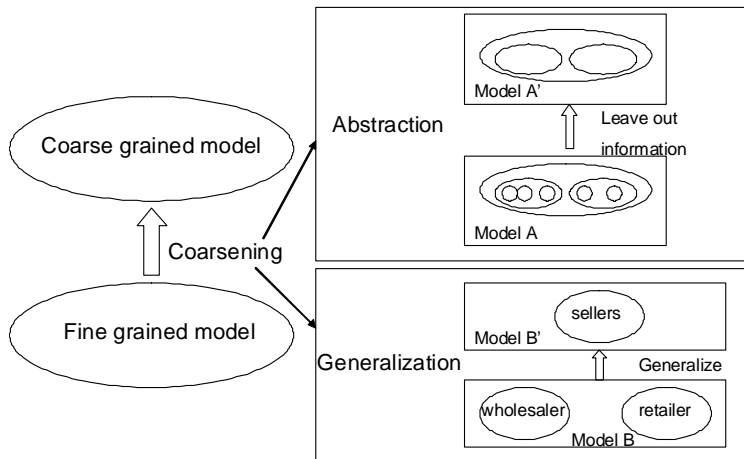 Coarse grained model
Coarsening
Fine grained model
Abstraction
Model A'
Leave out
information
Model A
Generalization
sellers
Model B'
Generalize
wholesaler
retailer
Model B